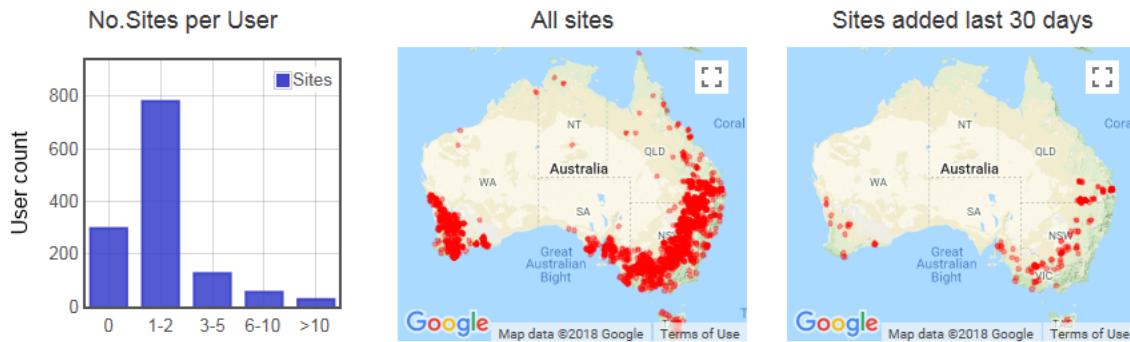 No.Sites per User
User count
800
600
400
200
0
Sites
0 1-2 3-5 6-10 >10
All sites
Coral
NT
QLD
Australia
WA
SA
Great
Australian
Bight
Google
Map data ©2018 Google Terms of Use
Sites added last 30 days
Cora
NT
QLD
Australia
WA
SA
NSW
Great
Australian
Bight
VIC
Google
Map data ©2018 Google Terms of Use